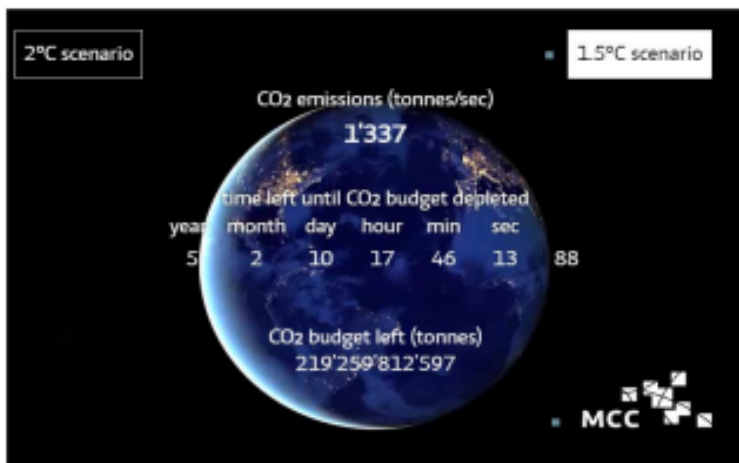 2°C scenario
1.5°C scenario
CO2 emissions (tonnes/sec)
1'337
time left until CO2 budget depleted
year month day hour min sec
5 2 10 17 46 13 88
CO2 budget left (tonnes)
219'259'812'597
MCC